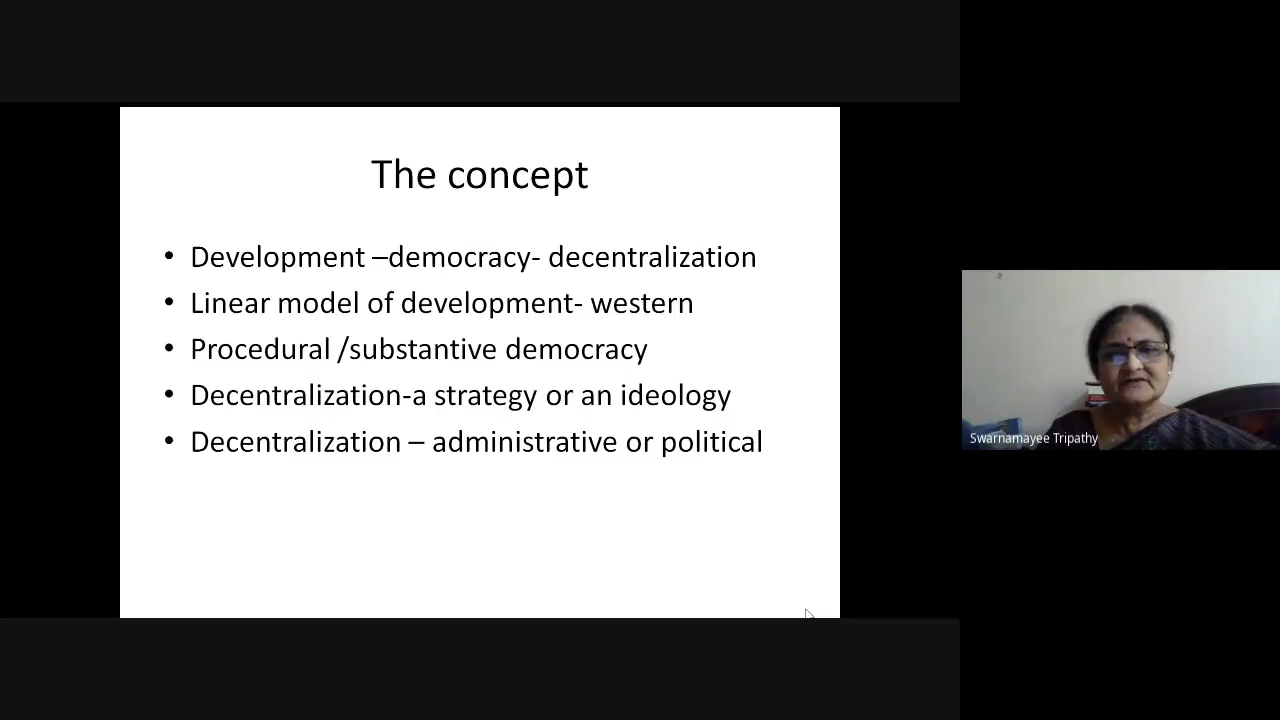 The concept
• Development –democracy- decentralization
• Linear model of development- western
• Procedural /substantive democracy
• Decentralization-a strategy or an ideology
• Decentralization – administrative or political
Swarnamayee Tripathy